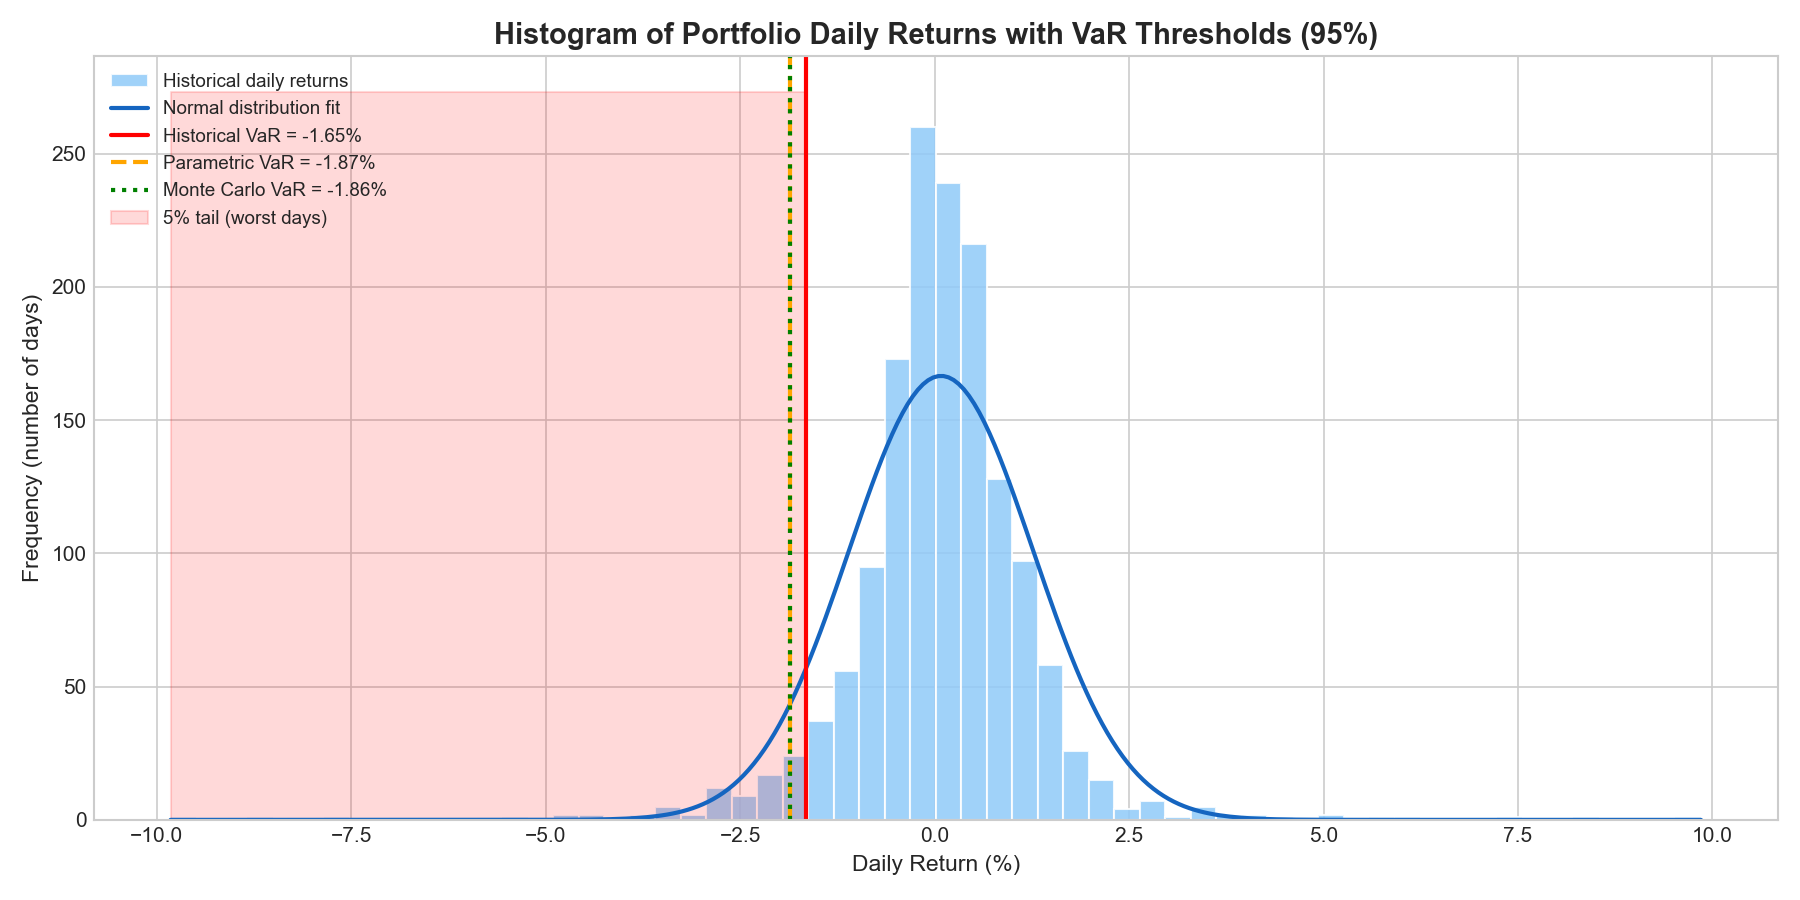 Histogram of Portfolio Daily Returns with VaR Thresholds (95%)
Historical daily returns
Normal distribution fit
Historical VaR = -1.65%
Parametric VaR = -1.87%
Monte Carlo VaR = -1.86%
5% tail (worst days)
Frequency (number of days)
250
200
150
100
50
0
−10.0 −7.5 −5.0 −2.5 0.0 2.5 5.0 7.5 10.0
Daily Return (%)